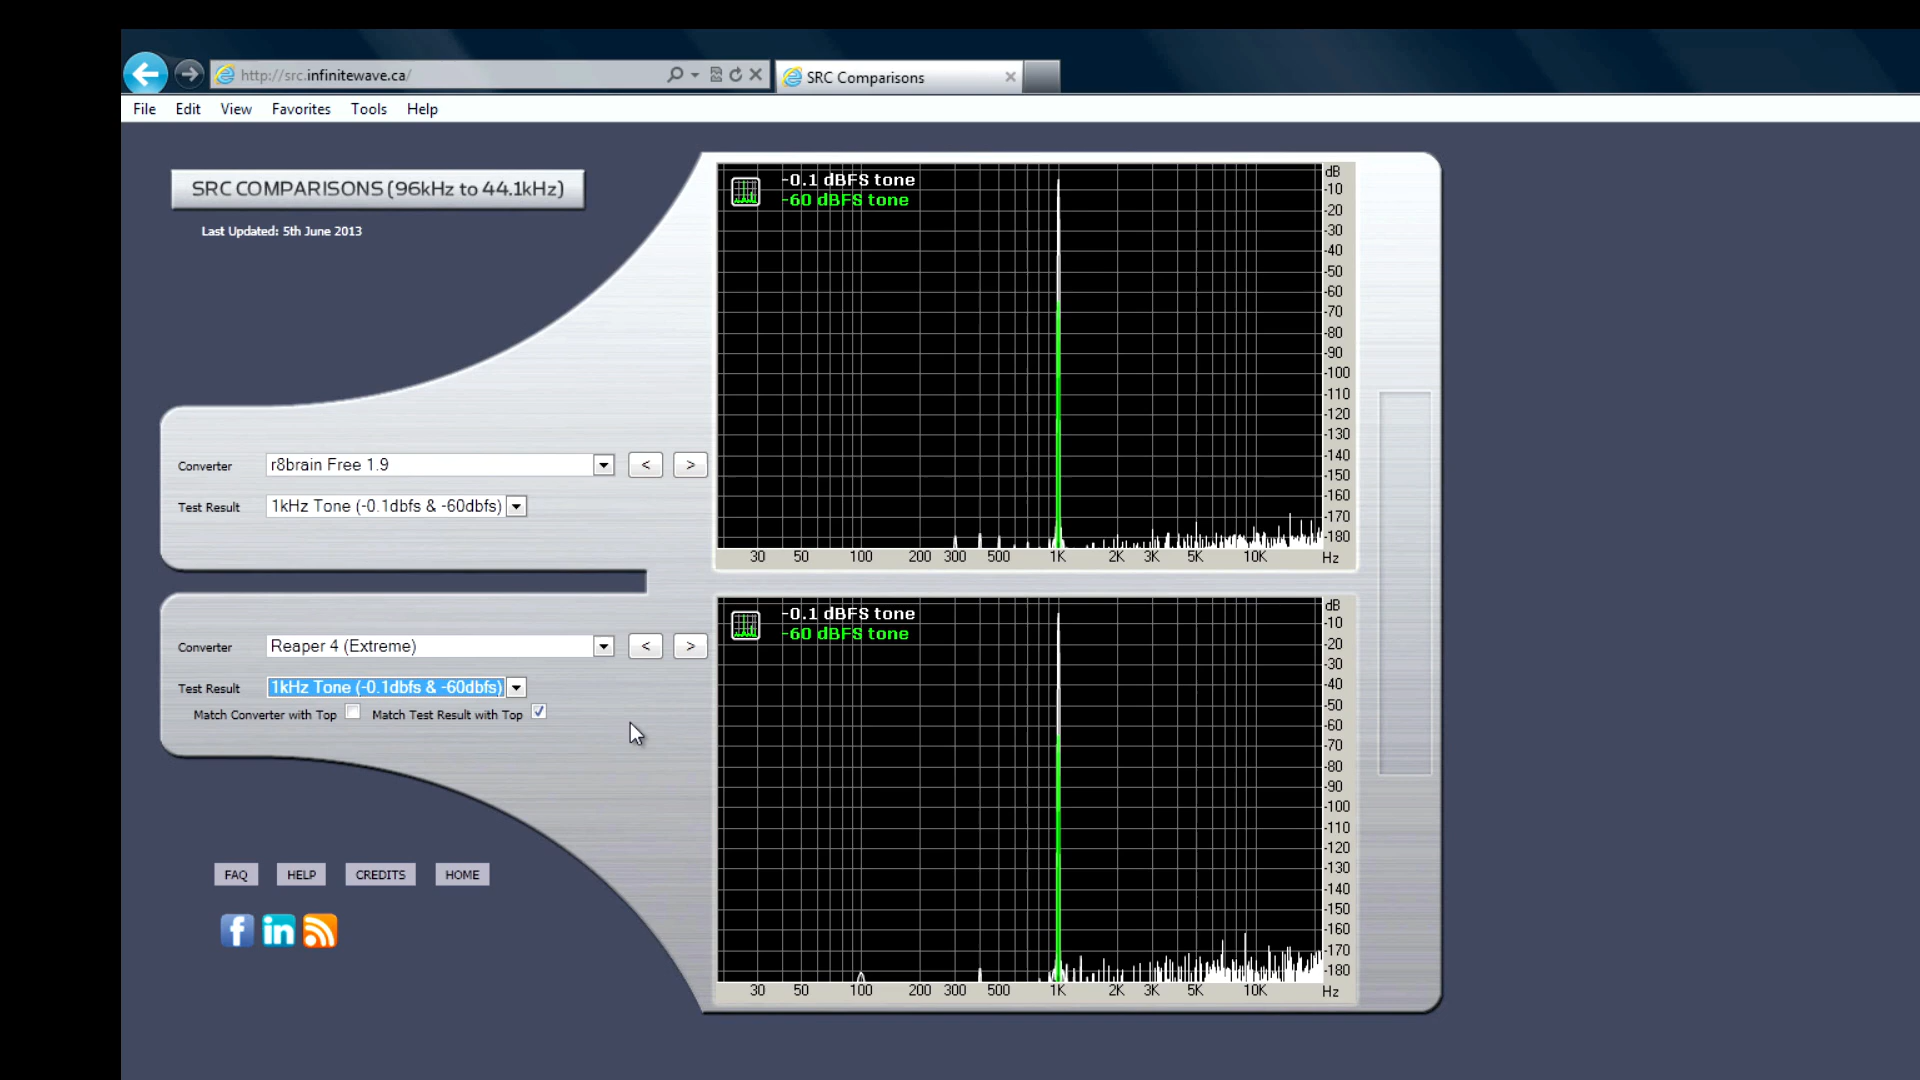 http://src.infinitewave.ca/
SRC Comparisons
File Edit View Favorites Tools Help
SRC COMPARISONS (96kHz to 44.1kHz)
Last Updated: 5th June 2013
-0.1 dBFS tone
-60 dBFS tone
dB
-10
-20
-30
-40
-50
-60
-70
-80
-90
-100
-110
-120
-130
-140
-150
-160
-170
-180
30 50 100 200 300 500 1K 2K 3K 5K 10K Hz
Converter r8brain Free 1.9 < >
Test Result 1kHz Tone (-0.1dbfs & -60dbfs)
Converter Reaper 4 (Extreme) < >
Test Result 1kHz Tone (-0.1dbfs & -60dbfs)
Match Converter with Top Match Test Result with Top
-0.1 dBFS tone
-60 dBFS tone
dB
-10
-20
-30
-40
-50
-60
-70
-80
-90
-100
-110
-120
-130
-140
-150
-160
-170
-180
30 50 100 200 300 500 1K 2K 3K 5K 10K Hz
FAQ HELP CREDITS HOME
f in